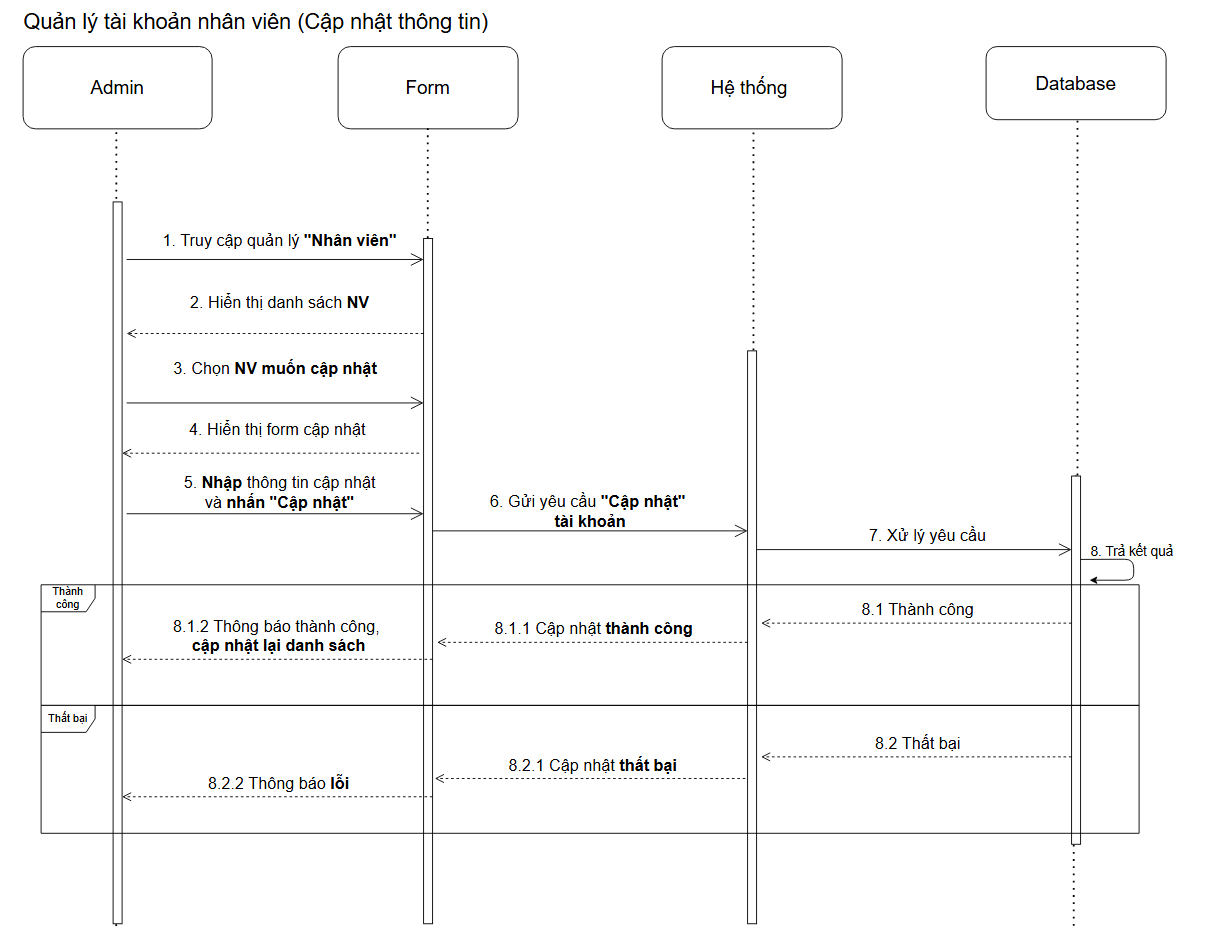 Quản lý tài khoản nhân viên (Cập nhật thông tin)
Admin
Form
Hệ thống
Database
1. Truy cập quản lý "Nhân viên"
2. Hiển thị danh sách NV
3. Chọn NV muốn cập nhật
4. Hiển thị form cập nhật
5. Nhập thông tin cập nhật
và nhấn "Cập nhật"
6. Gửi yêu cầu "Cập nhật"
tài khoản
7. Xử lý yêu cầu
8. Trả kết quả
Thành
công
8.1 Thành công
8.1.1 Cập nhật thành công
8.1.2 Thông báo thành công,
cập nhật lại danh sách
Thất bại
8.2 Thất bại
8.2.1 Cập nhật thất bại
8.2.2 Thông báo lỗi